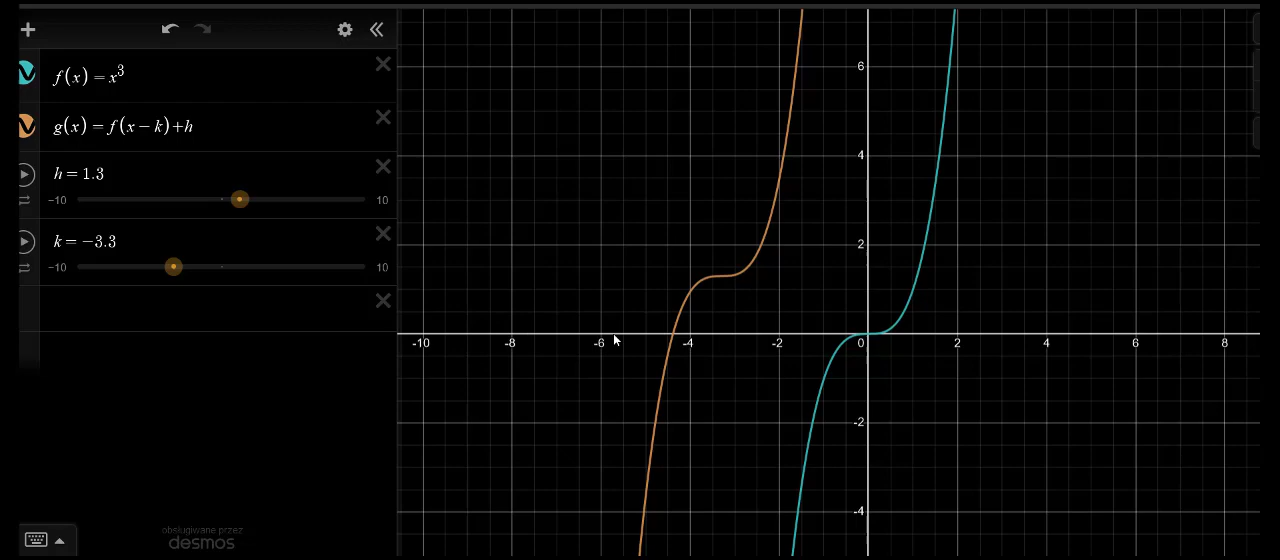 f(x) = x³
g(x) = f(x − k) + h
h = 1.3
−10 10
k = −3.3
−10 10
obsługiwane przez
desmos
6
4
2
-10 -8 -6 -4 -2 0 2 4 6 8
-2
-4